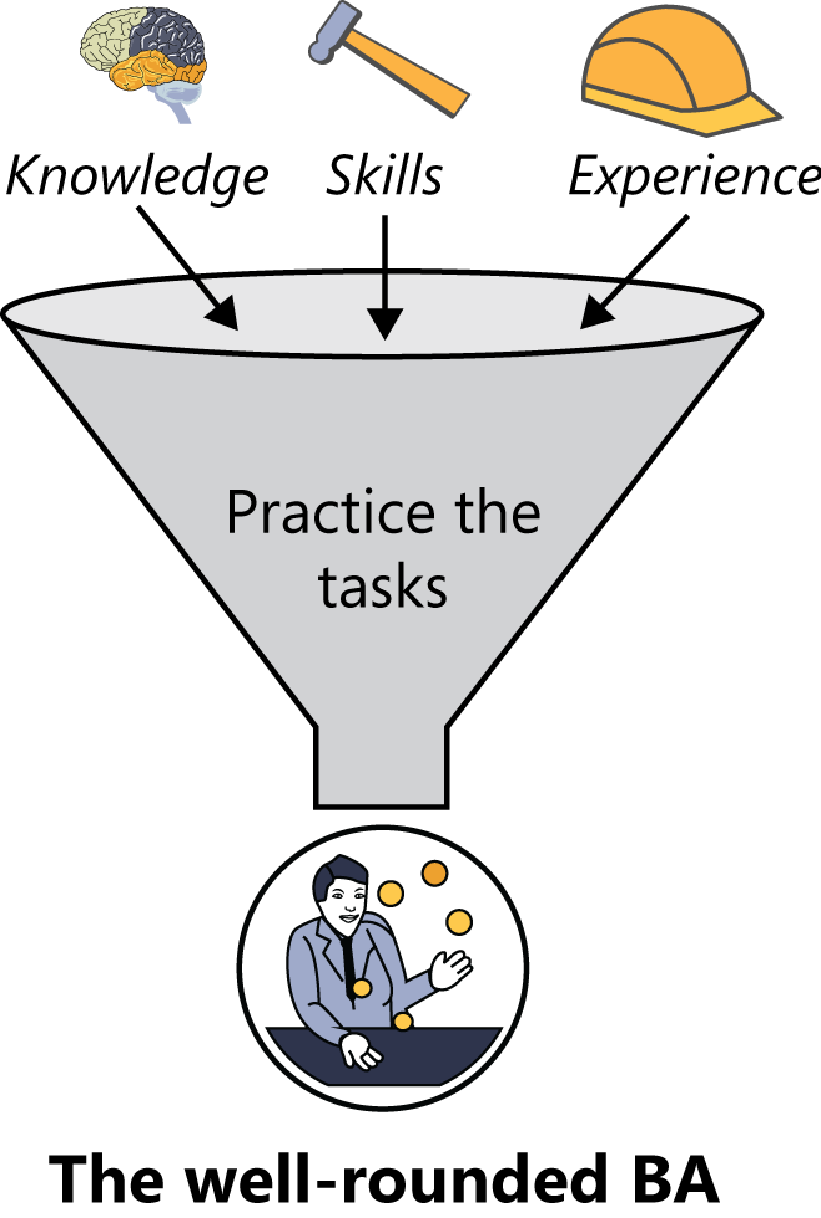 Knowledge Skills Experience
Practice the
tasks
The well-rounded BA